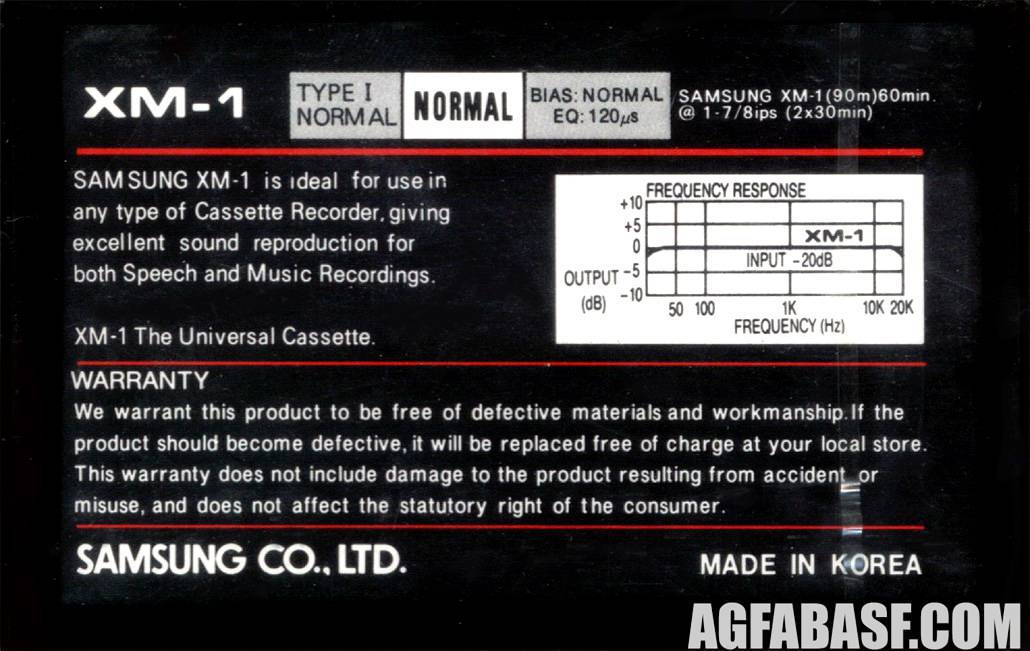 XM-1
TYPE I
NORMAL
NORMAL
BIAS: NORMAL
EQ: 120μs
SAMSUNG XM-1(90m)60min.
@ 1-7/8ips (2x30min)
SAMSUNG XM-1 is ideal for use in
any type of Cassette Recorder, giving
excellent sound reproduction for
both Speech and Music Recordings.
XM-1 The Universal Cassette.
FREQUENCY RESPONSE
+10
+5
0
-5
-10
OUTPUT
(dB)
XM-1
INPUT -20dB
50 100 1K 10K 20K
FREQUENCY (Hz)
WARRANTY
We warrant this product to be free of defective materials and workmanship. If the
product should become defective, it will be replaced free of charge at your local store.
This warranty does not include damage to the product resulting from accident or
misuse, and does not affect the statutory right of the consumer.
SAMSUNG CO., LTD.
MADE IN KOREA
AGFABASF.COM